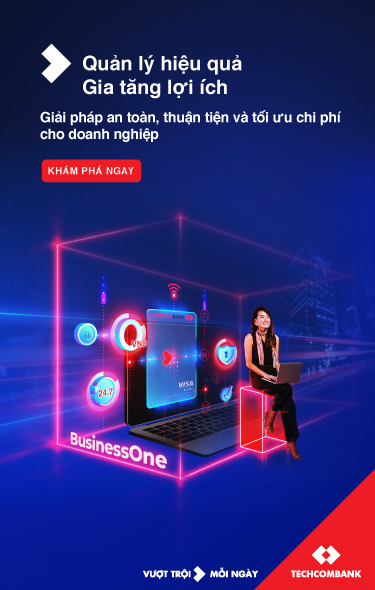 Quản lý hiệu quả
Gia tăng lợi ích
Giải pháp an toàn, thuận tiện và tối ưu chi phí
cho doanh nghiệp
KHÁM PHÁ NGAY
24.7
VISA
BusinessOne
VƯỢT TRỘI MỖI NGÀY
TECHCOMBANK